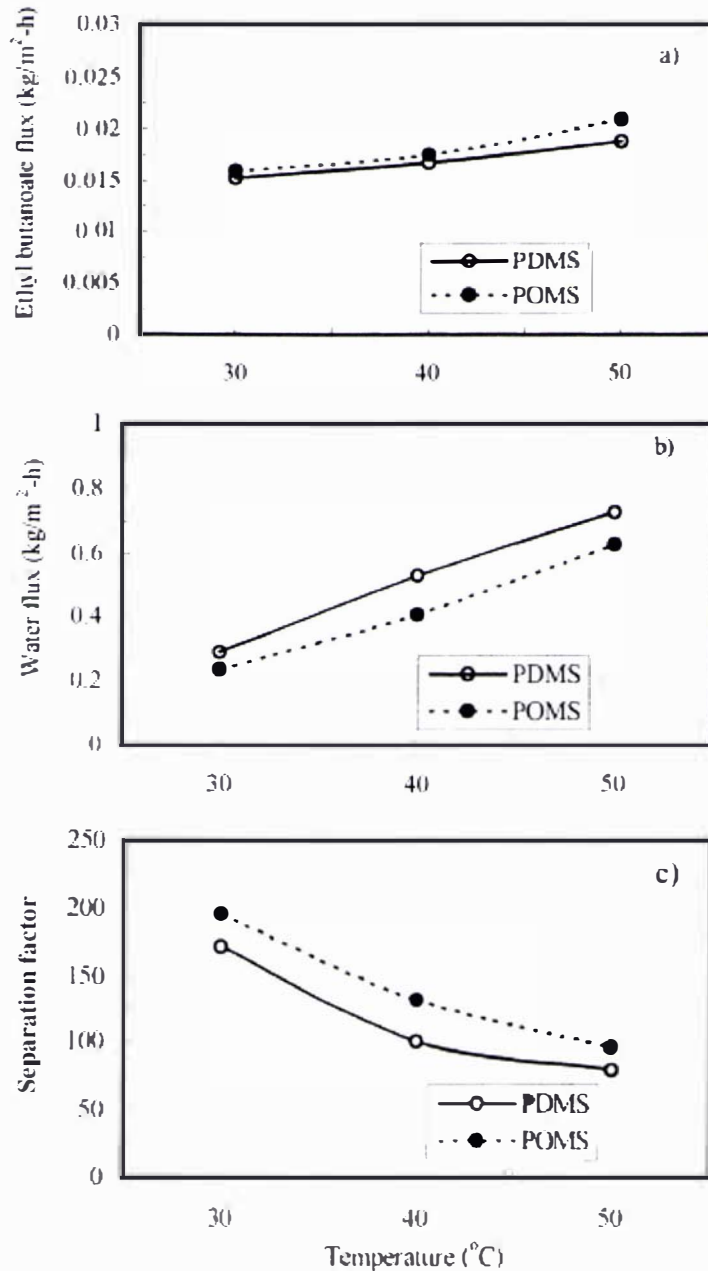 a)
Ethyl butanoate flux (kg/m²-h)
0.03
0.025
0.02
0.015
0.01
0.005
0
PDMS
POMS
30 40 50
b)
Water flux (kg/m²-h)
1
0.8
0.6
0.4
0.2
0
PDMS
POMS
30 40 50
c)
Separation factor
250
200
150
100
50
0
PDMS
POMS
30 40 50
Temperature (°C)